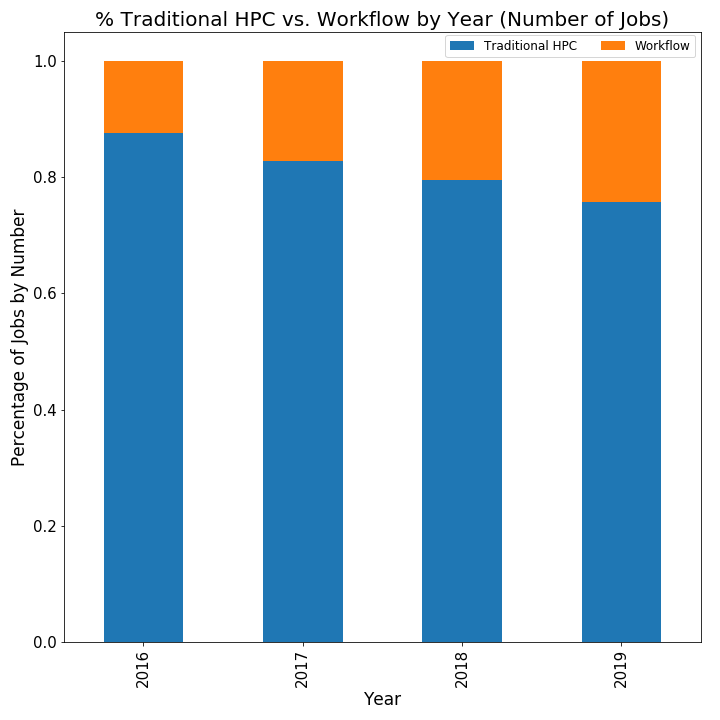 % Traditional HPC vs. Workflow by Year (Number of Jobs)
Traditional HPC Workflow
Percentage of Jobs by Number
1.0
0.8
0.6
0.4
0.2
0.0
2016 2017 2018 2019
Year